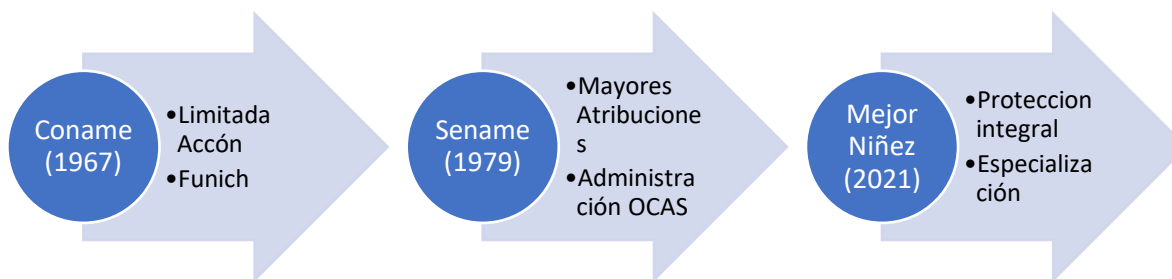 Coname
(1967)
•Limitada
Accón
•Funich
Sename
(1979)
•Mayores
Atribucione
s
•Administra
ción OCAS
Mejor
Niñez
(2021)
•Proteccion
integral
•Especializa
ción